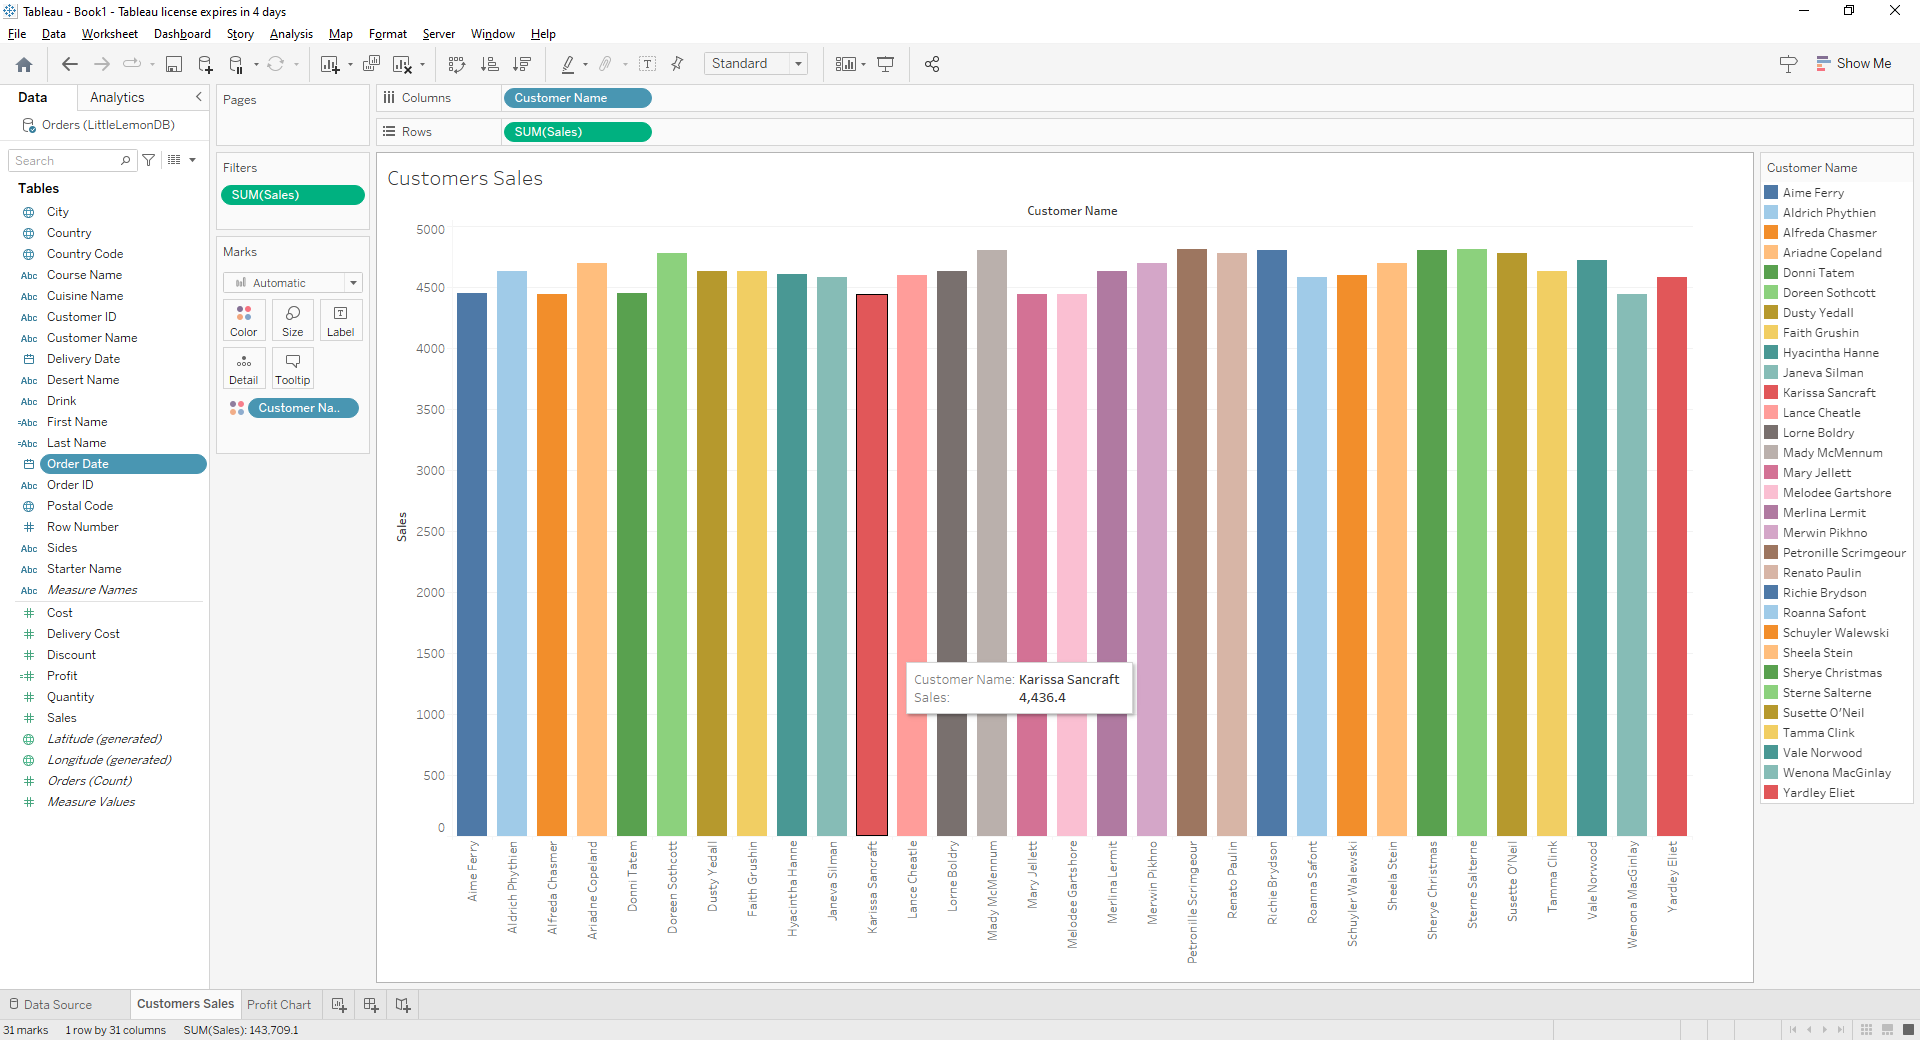 Tableau - Book1 - Tableau license expires in 4 days
File Data Worksheet Dashboard Story Analysis Map Format Server Window Help
Standard
Show Me
Data Analytics
Orders (LittleLemonDB)
Search
Tables
City
Country
Country Code
Abc Course Name
Abc Cuisine Name
Abc Customer ID
Abc Customer Name
Delivery Date
Abc Desert Name
Abc Drink
=Abc First Name
=Abc Last Name
Order Date
Abc Order ID
Postal Code
# Row Number
Abc Sides
Abc Starter Name
Abc Measure Names
# Cost
# Delivery Cost
# Discount
=# Profit
# Quantity
# Sales
Latitude (generated)
Longitude (generated)
# Orders (Count)
# Measure Values
Pages
Filters
SUM(Sales)
Marks
Automatic
Color Size Label
Detail Tooltip
Customer Na..
Columns Customer Name
Rows SUM(Sales)
Customers Sales
Customer Name
5000
4500
4000
3500
3000
2500
2000
1500
1000
500
0
Sales
Customer Name: Karissa Sancraft
Sales: 4,436.4
Aime Ferry
Aldrich Phythien
Alfreda Chasmer
Ariadne Copeland
Donni Tatem
Doreen Sothcott
Dusty Yedall
Faith Grushin
Hyacintha Hanne
Janeva Silman
Karissa Sancraft
Lance Cheatle
Lorne Boldry
Mady McMennum
Mary Jellett
Melodee Gartshore
Merlina Lermit
Merwin Pikhno
Petronille Scrimgeour
Renato Paulin
Richie Brydson
Roanna Safont
Schuyler Walewski
Sheela Stein
Sherye Christmas
Sterne Salterne
Susette O'Neil
Tamma Clink
Vale Norwood
Wenona MacGinlay
Yardley Eliet
Customer Name
Aime Ferry
Aldrich Phythien
Alfreda Chasmer
Ariadne Copeland
Donni Tatem
Doreen Sothcott
Dusty Yedall
Faith Grushin
Hyacintha Hanne
Janeva Silman
Karissa Sancraft
Lance Cheatle
Lorne Boldry
Mady McMennum
Mary Jellett
Melodee Gartshore
Merlina Lermit
Merwin Pikhno
Petronille Scrimgeour
Renato Paulin
Richie Brydson
Roanna Safont
Schuyler Walewski
Sheela Stein
Sherye Christmas
Sterne Salterne
Susette O'Neil
Tamma Clink
Vale Norwood
Wenona MacGinlay
Yardley Eliet
Data Source Customers Sales Profit Chart
31 marks 1 row by 31 columns SUM(Sales): 143,709.1